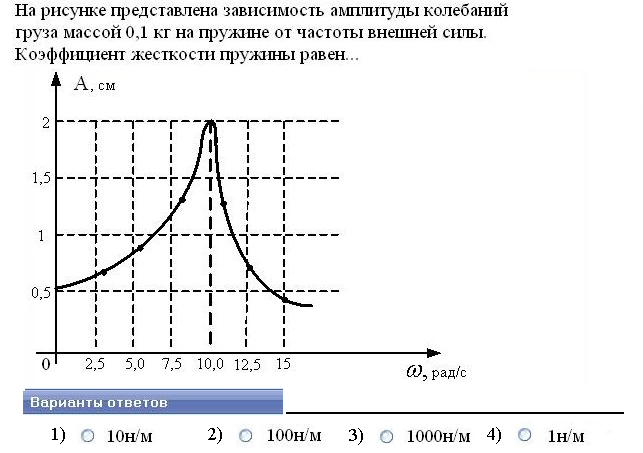 На рисунке представлена зависимость амплитуды колебаний
груза массой 0,1 кг на пружине от частоты внешней силы.
Коэффициент жесткости пружины равен...
A, см
2
1,5
1
0,5
0 2,5 5,0 7,5 10,0 12,5 15
ω, рад/с
Варианты ответов
1) 10н/м 2) 100н/м 3) 1000н/м 4) 1н/м